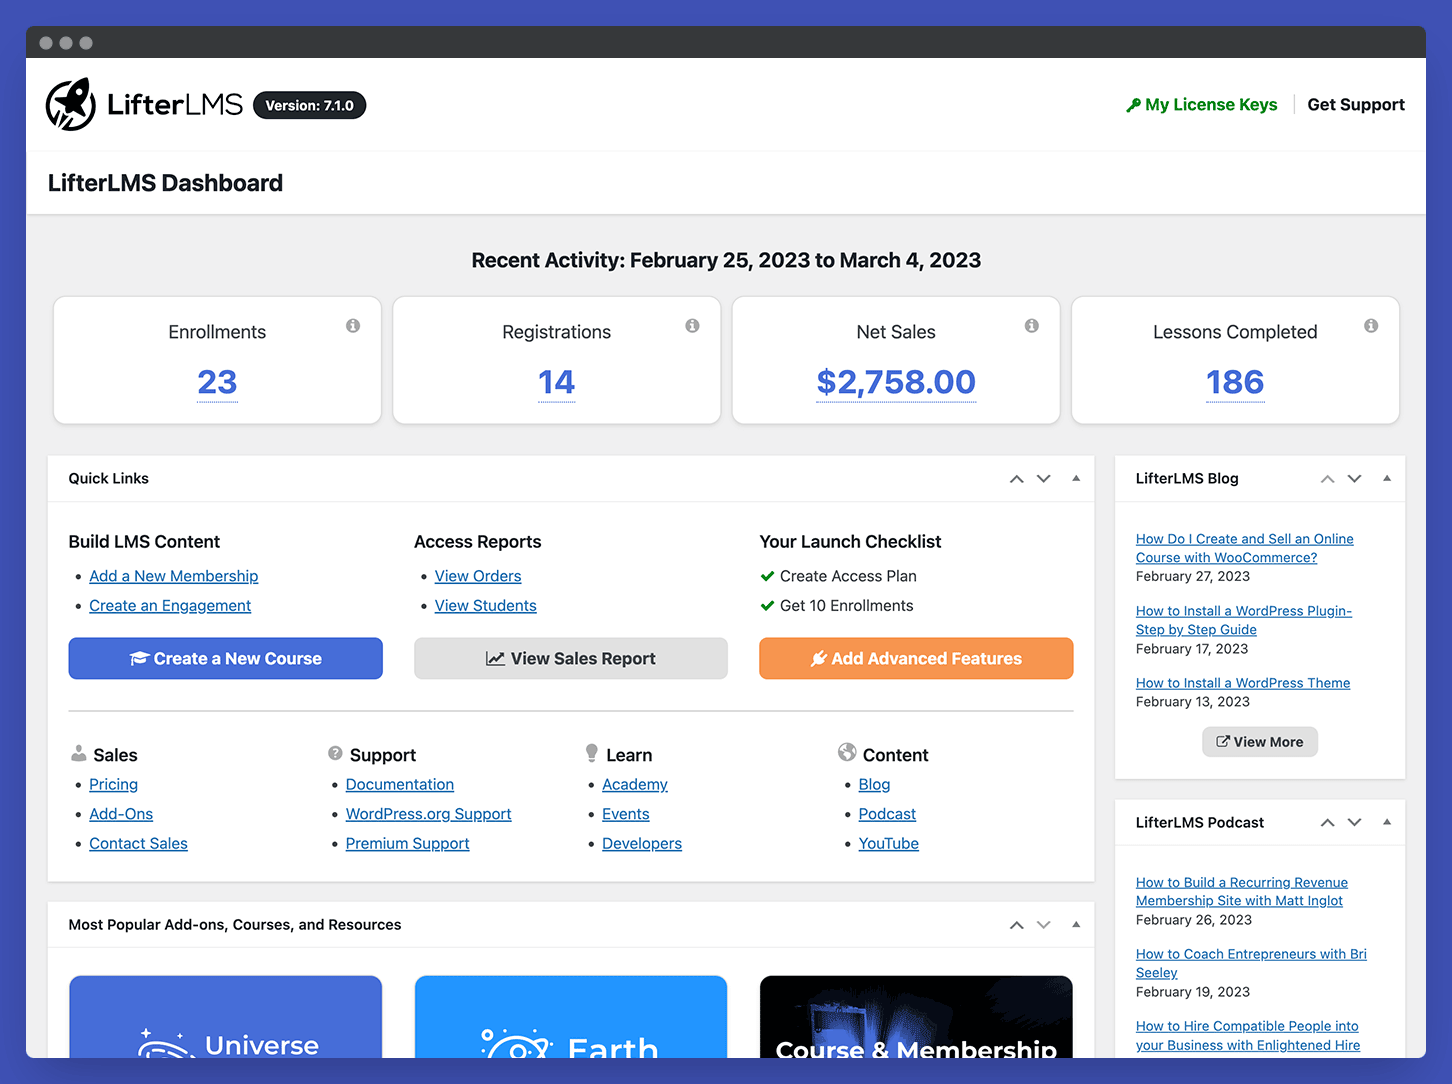 LifterLMS Version: 7.1.0
My License Keys Get Support
LifterLMS Dashboard
Recent Activity: February 25, 2023 to March 4, 2023
Enrollments
23
Registrations
14
Net Sales
$2,758.00
Lessons Completed
186
Quick Links
Build LMS Content
Add a New Membership
Create an Engagement
Create a New Course
Access Reports
View Orders
View Students
View Sales Report
Your Launch Checklist
Create Access Plan
Get 10 Enrollments
Add Advanced Features
Sales
Pricing
Add-Ons
Contact Sales
Support
Documentation
WordPress.org Support
Premium Support
Learn
Academy
Events
Developers
Content
Blog
Podcast
YouTube
Most Popular Add-ons, Courses, and Resources
Universe
Earth
Course & Membership
LifterLMS Blog
How Do I Create and Sell an Online
Course with WooCommerce?
February 27, 2023
How to Install a WordPress Plugin-
Step by Step Guide
February 17, 2023
How to Install a WordPress Theme
February 13, 2023
View More
LifterLMS Podcast
How to Build a Recurring Revenue
Membership Site with Matt Inglot
February 26, 2023
How to Coach Entrepreneurs with Bri
Seeley
February 19, 2023
How to Hire Compatible People into
your Business with Enlightened Hire